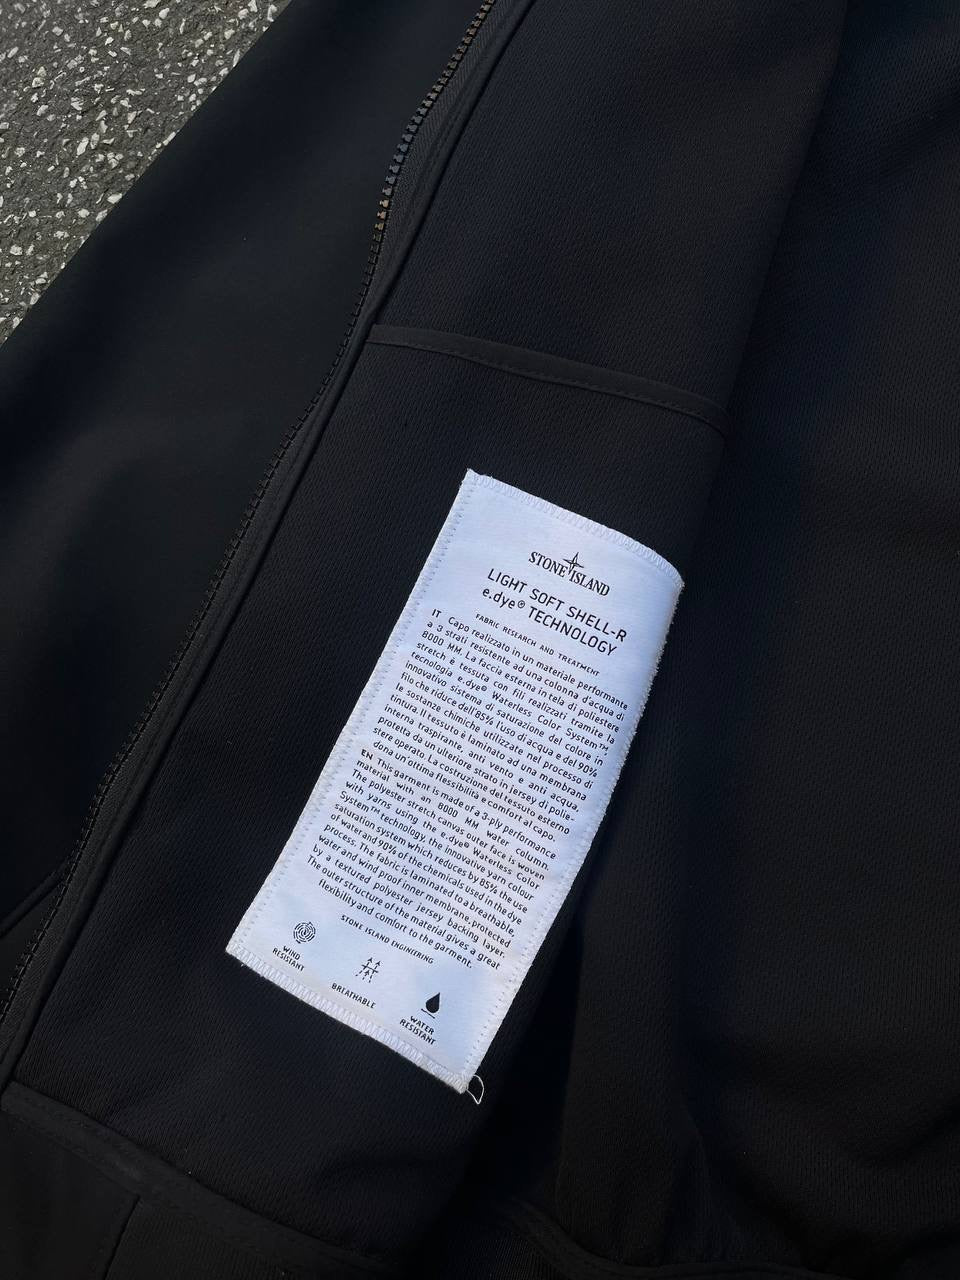 STONE ISLAND
LIGHT SOFT SHELL-R
e.dye® TECHNOLOGY
FABRIC RESEARCH AND TREATMENT
IT Capo realizzato in un materiale performante
a 3 strati resistente ad una colonna d'acqua di
8000 MM. La faccia esterna in tela di poliestere
stretch è tessuta con fili realizzati tramite la
tecnologia e.dye® Waterless Color System™,
innovativo sistema di saturazione del colore in
filo che riduce dell'85% l'uso di acqua e del 90%
le sostanze chimiche utilizzate nel processo di
tintura. Il tessuto è laminato ad una membrana
interna traspirante, anti vento e anti acqua,
protetta da un ulteriore strato in jersey di polie-
stere operato. La costruzione del tessuto esterno
dona un ottima flessibilità e comfort al capo.
EN This garment is made of a 3-ply performance
material with an 8000 MM water column.
The polyester stretch canvas outer face is woven
with yarns using the e.dye® Waterless Color
System™ technology, the innovative yarn colour
saturation system which reduces by 85% the use
of water and 90% of the chemicals used in the dye
process. The fabric is laminated to a breathable,
water and wind proof inner membrane, protected
by a textured polyester jersey backing layer.
The outer structure of the material gives a great
flexibility and comfort to the garment.
STONE ISLAND ENGINEERING
WIND
RESISTANT
BREATHABLE
WATER
RESISTANT